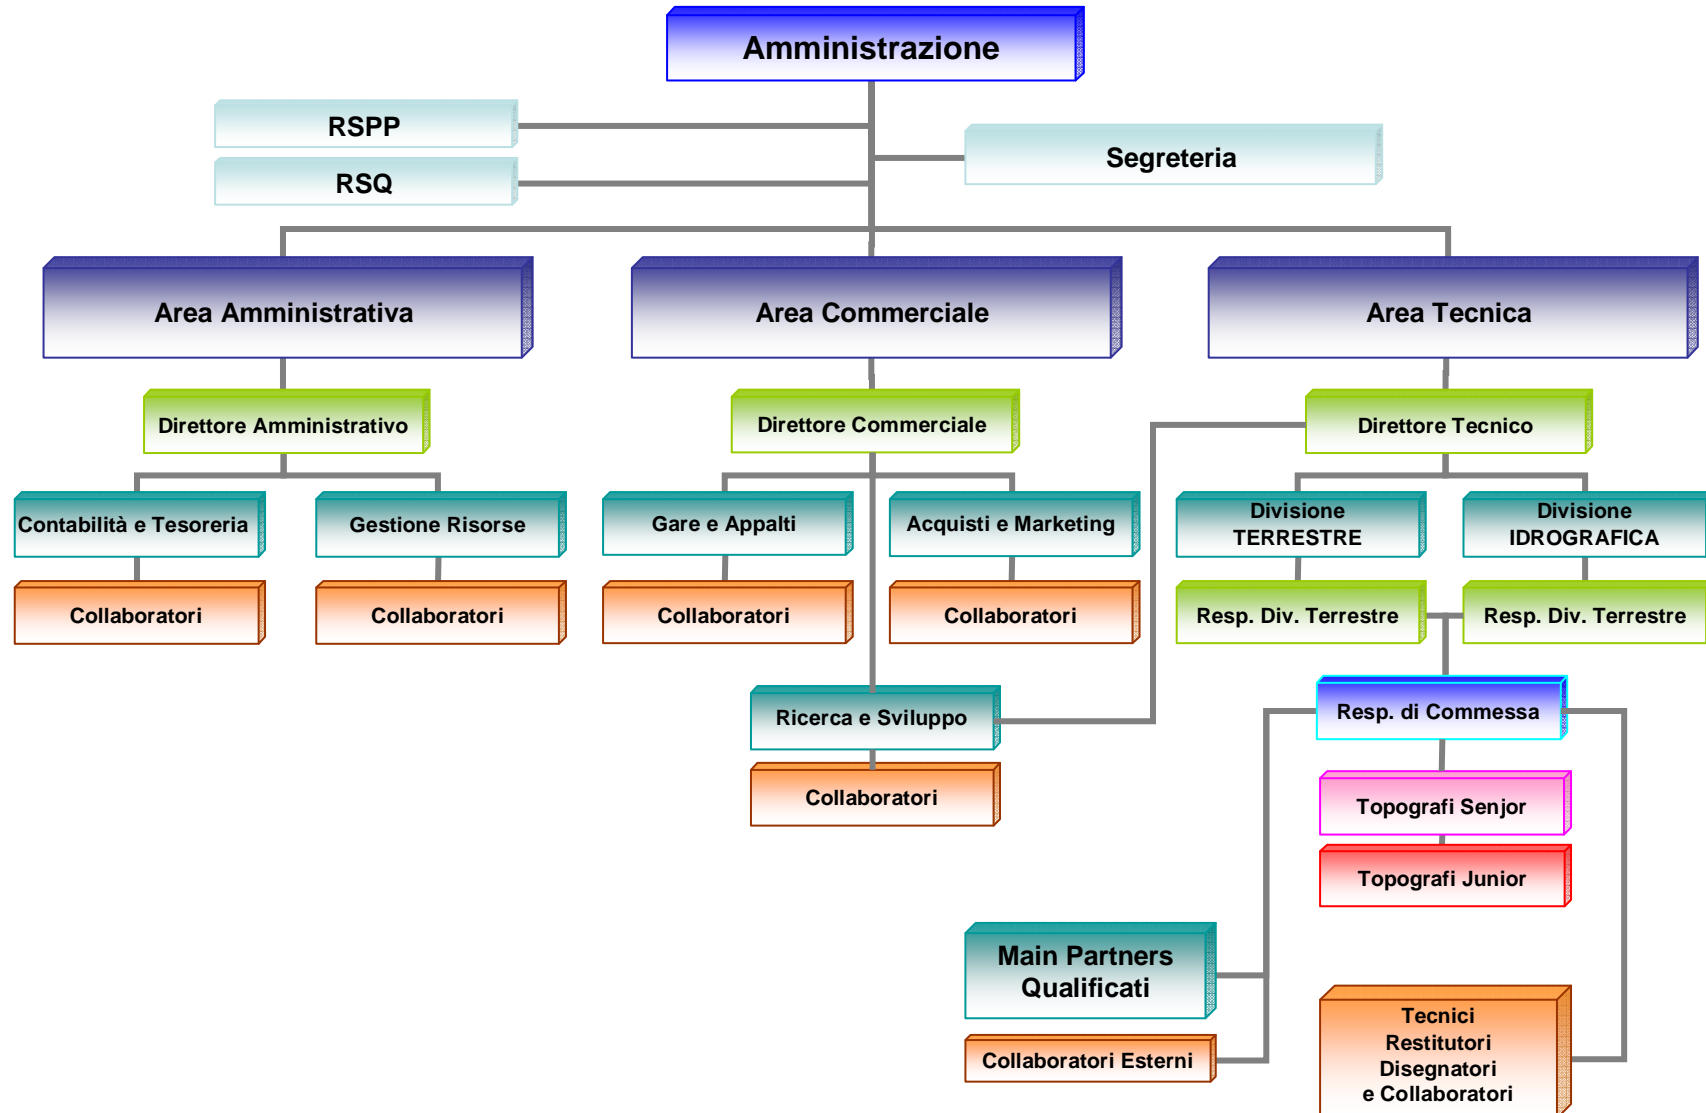 Amministrazione
RSPP
Segreteria
RSQ
Area Amministrativa
Area Commerciale
Area Tecnica
Direttore Amministrativo
Direttore Commerciale
Direttore Tecnico
Contabilità e Tesoreria
Gestione Risorse
Gare e Appalti
Acquisti e Marketing
Divisione
TERRESTRE
Divisione
IDROGRAFICA
Collaboratori
Collaboratori
Collaboratori
Collaboratori
Resp. Div. Terrestre
Resp. Div. Terrestre
Ricerca e Sviluppo
Resp. di Commessa
Collaboratori
Topografi Senjor
Topografi Junior
Main Partners
Qualificati
Collaboratori Esterni
Tecnici
Restitutori
Disegnatori
e Collaboratori